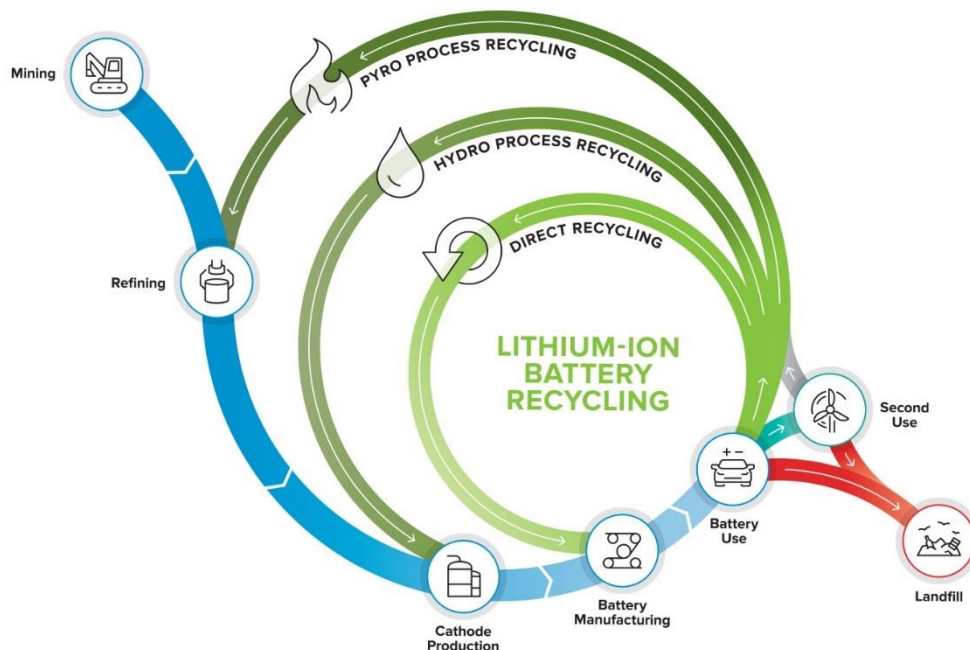 Mining
PYRO PROCESS RECYCLING
HYDRO PROCESS RECYCLING
DIRECT RECYCLING
Refining
LITHIUM-ION
BATTERY
RECYCLING
Second
Use
+ -
Battery
Use
Landfill
Battery
Manufacturing
Cathode
Production